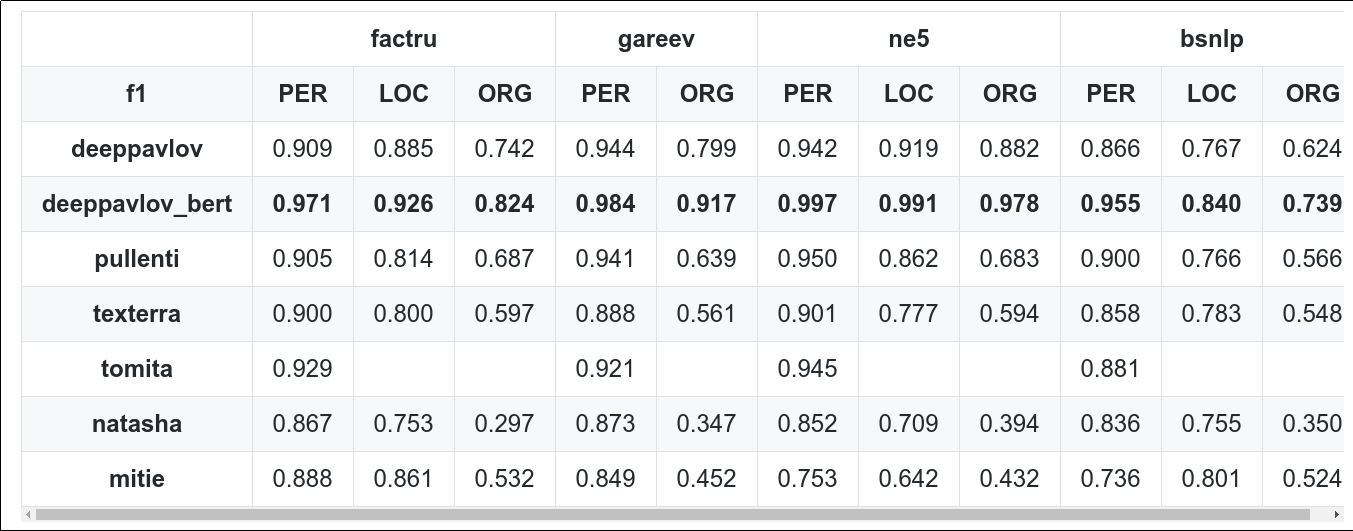 factru gareev ne5 bsnlp
f1 PER LOC ORG PER ORG PER LOC ORG PER LOC ORG
deeppavlov 0.909 0.885 0.742 0.944 0.799 0.942 0.919 0.882 0.866 0.767 0.624
deeppavlov_bert 0.971 0.926 0.824 0.984 0.917 0.997 0.991 0.978 0.955 0.840 0.739
pullenti 0.905 0.814 0.687 0.941 0.639 0.950 0.862 0.683 0.900 0.766 0.566
texterra 0.900 0.800 0.597 0.888 0.561 0.901 0.777 0.594 0.858 0.783 0.548
tomita 0.929 0.921 0.945 0.881
natasha 0.867 0.753 0.297 0.873 0.347 0.852 0.709 0.394 0.836 0.755 0.350
mitie 0.888 0.861 0.532 0.849 0.452 0.753 0.642 0.432 0.736 0.801 0.524